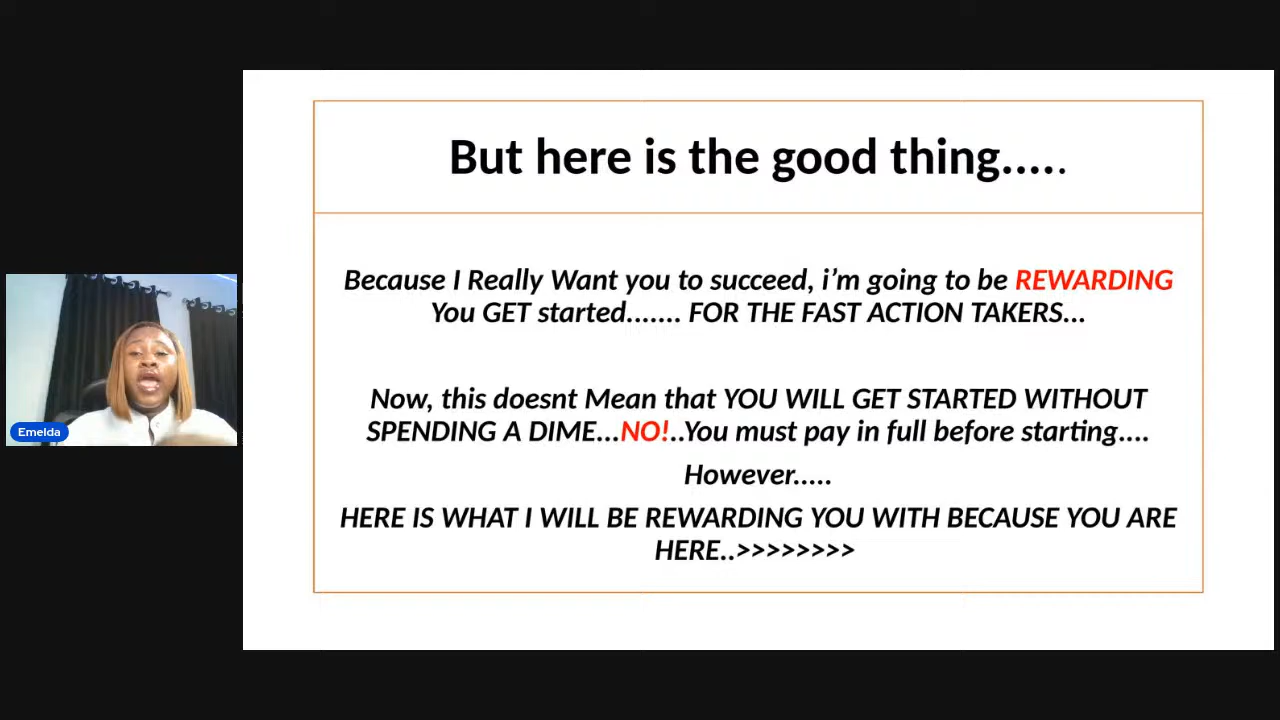 But here is the good thing.....
Because I Really Want you to succeed, i’m going to be REWARDING
You GET started....... FOR THE FAST ACTION TAKERS...
Now, this doesnt Mean that YOU WILL GET STARTED WITHOUT
SPENDING A DIME...NO!..You must pay in full before starting....
However.....
HERE IS WHAT I WILL BE REWARDING YOU WITH BECAUSE YOU ARE
HERE..>>>>>>>>
Emelda